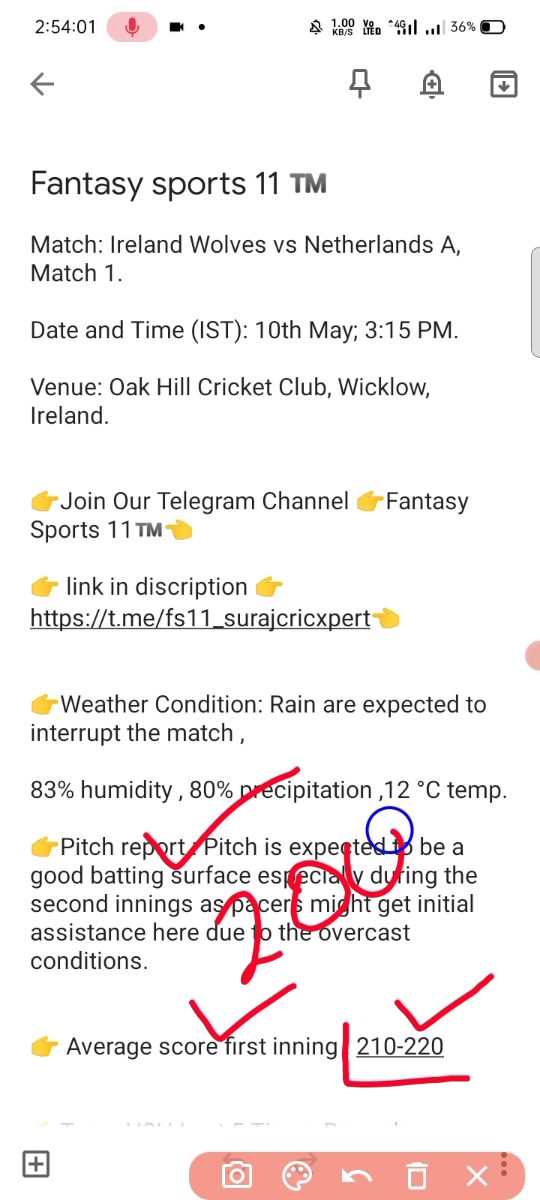 2:54:01 1.00 KB/S 4G 36%
Fantasy sports 11 ™️
Match: Ireland Wolves vs Netherlands A,
Match 1.
Date and Time (IST): 10th May; 3:15 PM.
Venue: Oak Hill Cricket Club, Wicklow,
Ireland.
👉Join Our Telegram Channel 👉Fantasy
Sports 11™️👈
👉 link in discription 👉
https://t.me/fs11_surajcricxpert👈
👉Weather Condition: Rain are expected to
interrupt the match ,
83% humidity , 80% precipitation ,12 °C temp.
👉Pitch report : Pitch is expected to be a
good batting surface especially during the
second innings as pacers might get initial
assistance here due to the overcast
conditions.
200
👉 Average score first inning 210-220